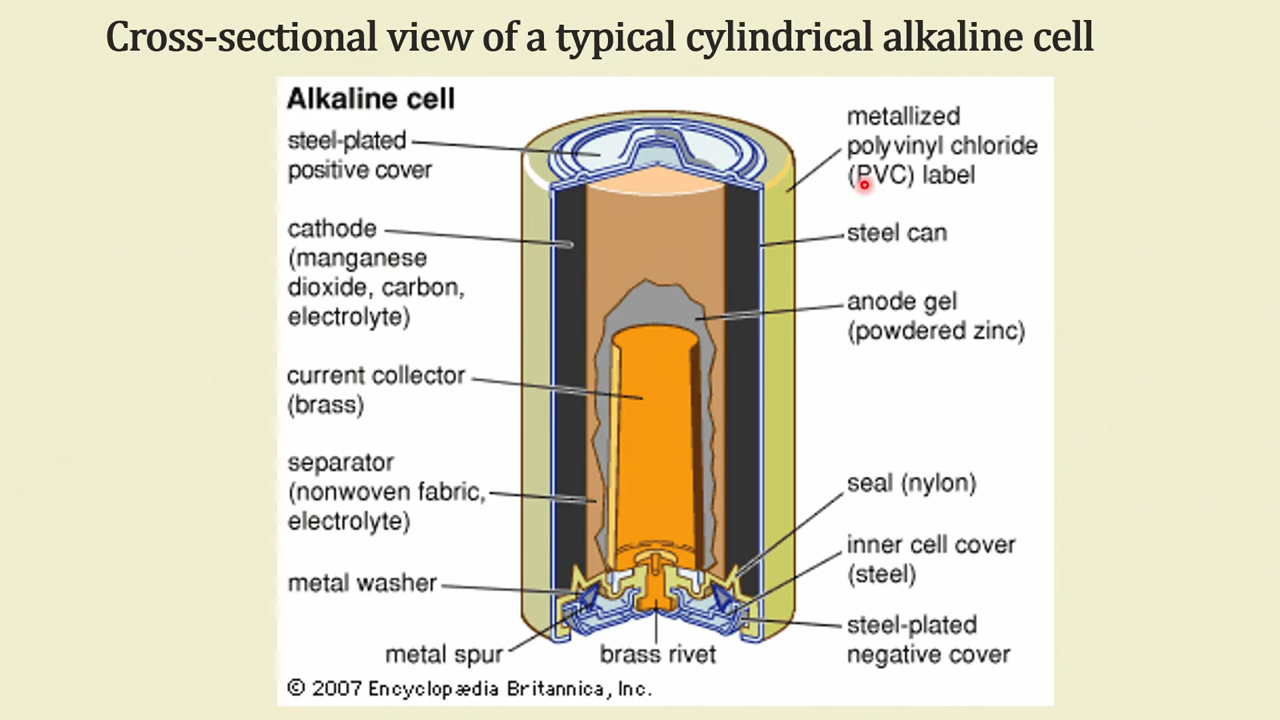 Cross-sectional view of a typical cylindrical alkaline cell
Alkaline cell
steel-plated
positive cover
cathode
(manganese
dioxide, carbon,
electrolyte)
current collector
(brass)
separator
(nonwoven fabric,
electrolyte)
metal washer
metal spur
brass rivet
metallized
polyvinyl chloride
(PVC) label
steel can
anode gel
(powdered zinc)
seal (nylon)
inner cell cover
(steel)
steel-plated
negative cover
© 2007 Encyclopædia Britannica, Inc.